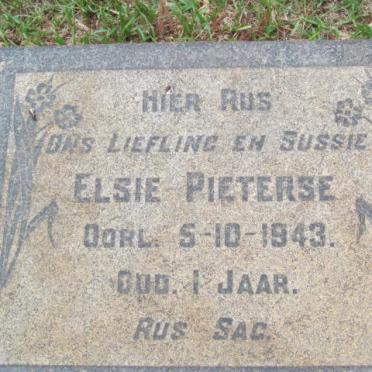 HIER RUS
ONS LIEFLING EN SUSSIE
ELSIE PIETERSE
OORL. 5-10-1943.
OUD. 1 JAAR.
RUS SAG.